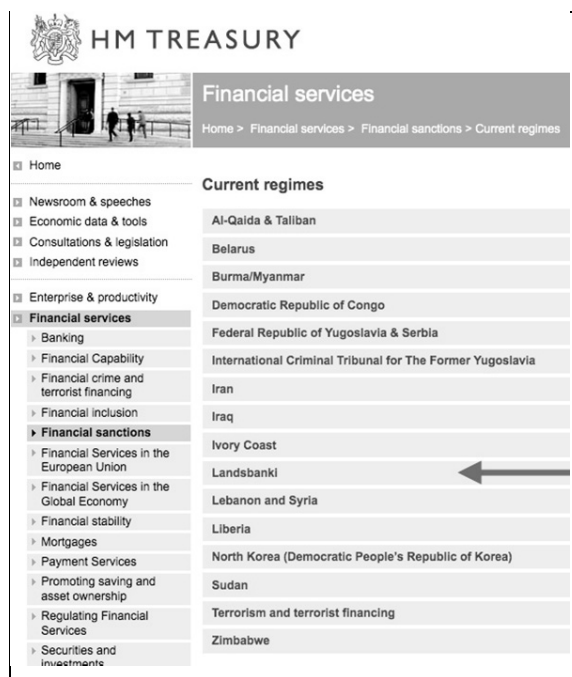 HM TREASURY
Financial services
Home > Financial services > Financial sanctions > Current regimes
Home
Newsroom & speeches
Economic data & tools
Consultations & legislation
Independent reviews
Enterprise & productivity
Financial services
Banking
Financial Capability
Financial crime and
terrorist financing
Financial inclusion
Financial sanctions
Financial Services in the
European Union
Financial Services in the
Global Economy
Financial stability
Mortgages
Payment Services
Promoting saving and
asset ownership
Regulating Financial
Services
Securities and
investments
Current regimes
Al-Qaida & Taliban
Belarus
Burma/Myanmar
Democratic Republic of Congo
Federal Republic of Yugoslavia & Serbia
International Criminal Tribunal for The Former Yugoslavia
Iran
Iraq
Ivory Coast
Landsbanki
Lebanon and Syria
Liberia
North Korea (Democratic People's Republic of Korea)
Sudan
Terrorism and terrorist financing
Zimbabwe